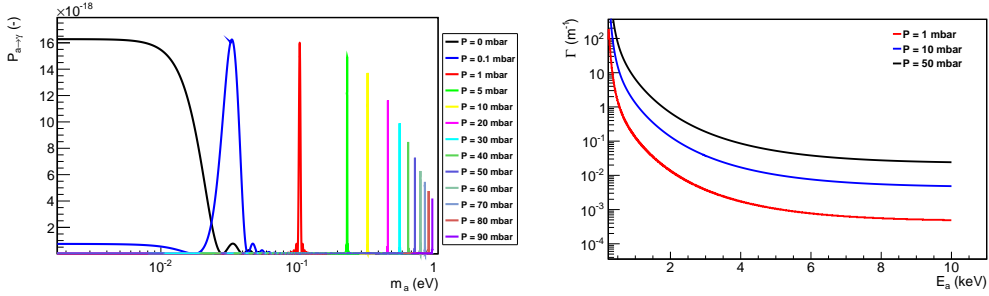 ×10⁻¹⁸
P_{a→γ} (-)
16
14
12
10
8
6
4
2
10⁻²
10⁻¹
1
m_a (eV)
P = 0 mbar
P = 0.1 mbar
P = 1 mbar
P = 5 mbar
P = 10 mbar
P = 20 mbar
P = 30 mbar
P = 40 mbar
P = 50 mbar
P = 60 mbar
P = 70 mbar
P = 80 mbar
P = 90 mbar
Γ (m⁻¹)
10²
10
1
10⁻¹
10⁻²
10⁻³
10⁻⁴
2
4
6
8
10
E_a (keV)
P = 1 mbar
P = 10 mbar
P = 50 mbar